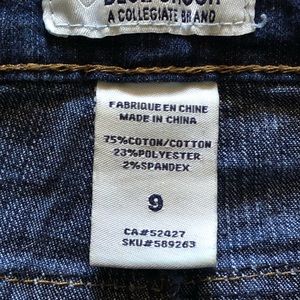 A COLLEGIATE BRAND
FABRIQUE EN CHINE
MADE IN CHINA
75%COTON/COTTON
23%POLYESTER
2%SPANDEX
9
CA#52427
SKU#589263